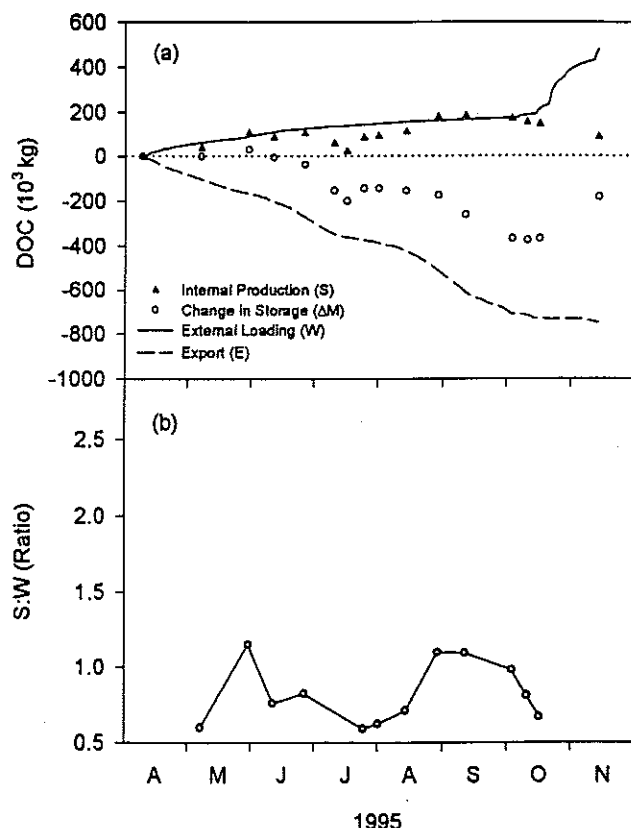 600
(a)
400
200
0
-200
-400
-600
-800
-1000
DOC (10³ kg)
Internal Production (S)
Change in Storage (ΔM)
External Loading (W)
Export (E)
(b)
2.5
2.0
1.5
1.0
0.5
S:W (Ratio)
A M J J A S O N
1995